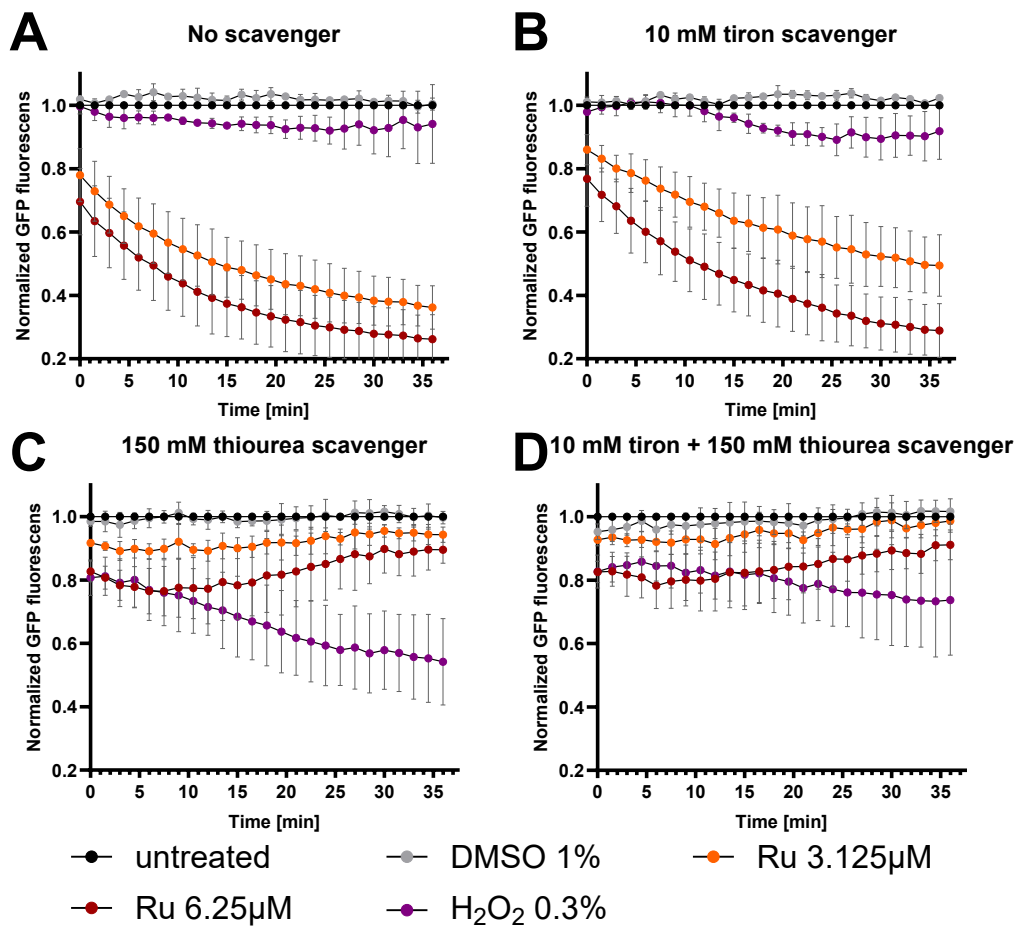 A
No scavenger
Normalized GFP fluorescens
1.0
0.8
0.6
0.4
0.2
0 5 10 15 20 25 30 35
Time [min]
B
10 mM tiron scavenger
Normalized GFP fluorescens
1.0
0.8
0.6
0.4
0.2
0 5 10 15 20 25 30 35
Time [min]
C
150 mM thiourea scavenger
Normalized GFP fluorescens
1.0
0.8
0.6
0.4
0.2
0 5 10 15 20 25 30 35
Time [min]
D
10 mM tiron + 150 mM thiourea scavenger
Normalized GFP fluorescens
1.0
0.8
0.6
0.4
0.2
0 5 10 15 20 25 30 35
Time [min]
untreated DMSO 1% Ru 3.125µM
Ru 6.25µM H₂O₂ 0.3%